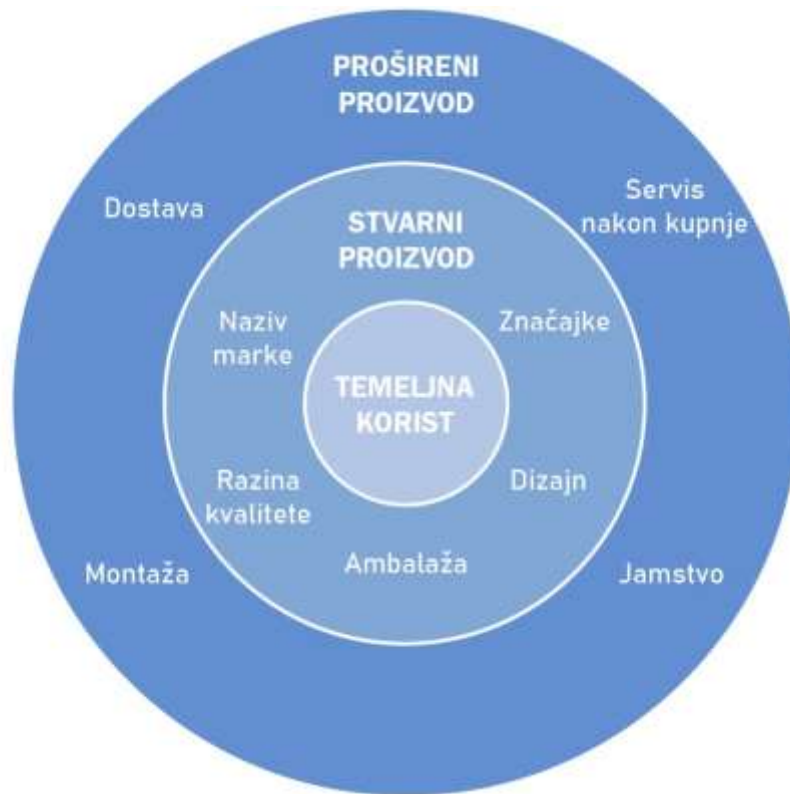 PROŠIRENI
PROIZVOD
Dostava
Servis
nakon kupnje
STVARNI
PROIZVOD
Naziv
marke
Značajke
TEMELJNA
KORIST
Razina
kvalitete
Dizajn
Ambalaža
Montaža
Jamstvo